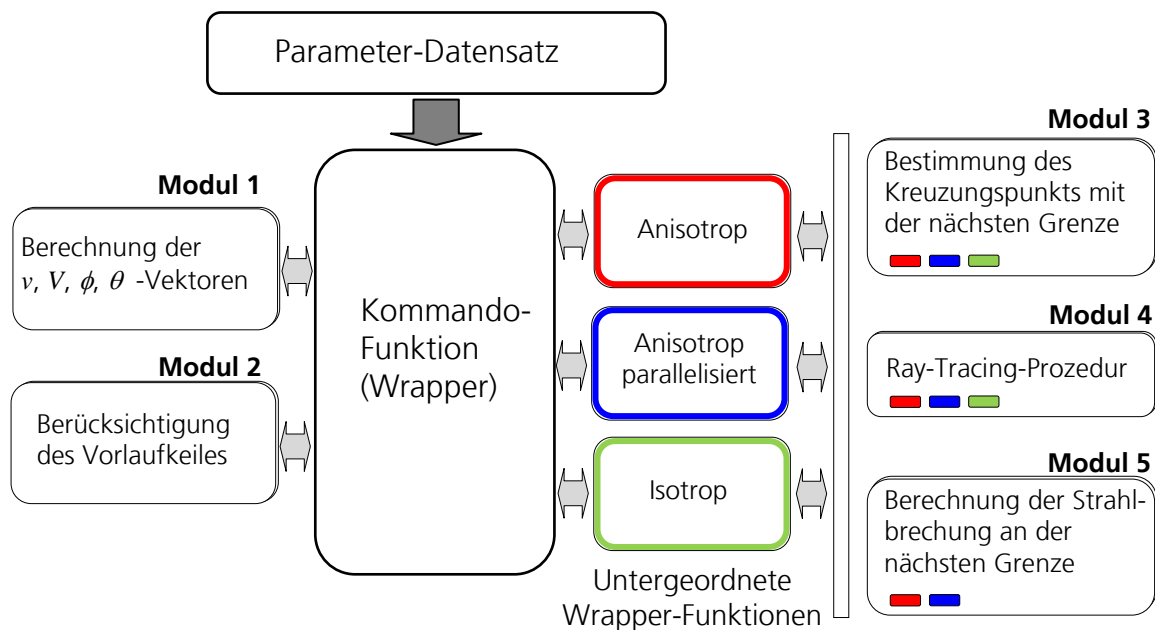 Parameter-Datensatz
Modul 1
Berechnung der
v, V, ϕ, θ -Vektoren
Modul 2
Berücksichtigung
des Vorlaufkeiles
Kommando-
Funktion
(Wrapper)
Anisotrop
Anisotrop
parallelisiert
Isotrop
Untergeordnete
Wrapper-Funktionen
Modul 3
Bestimmung des
Kreuzungspunkts mit
der nächsten Grenze
Modul 4
Ray-Tracing-Prozedur
Modul 5
Berechnung der Strahl-
brechung an der
nächsten Grenze